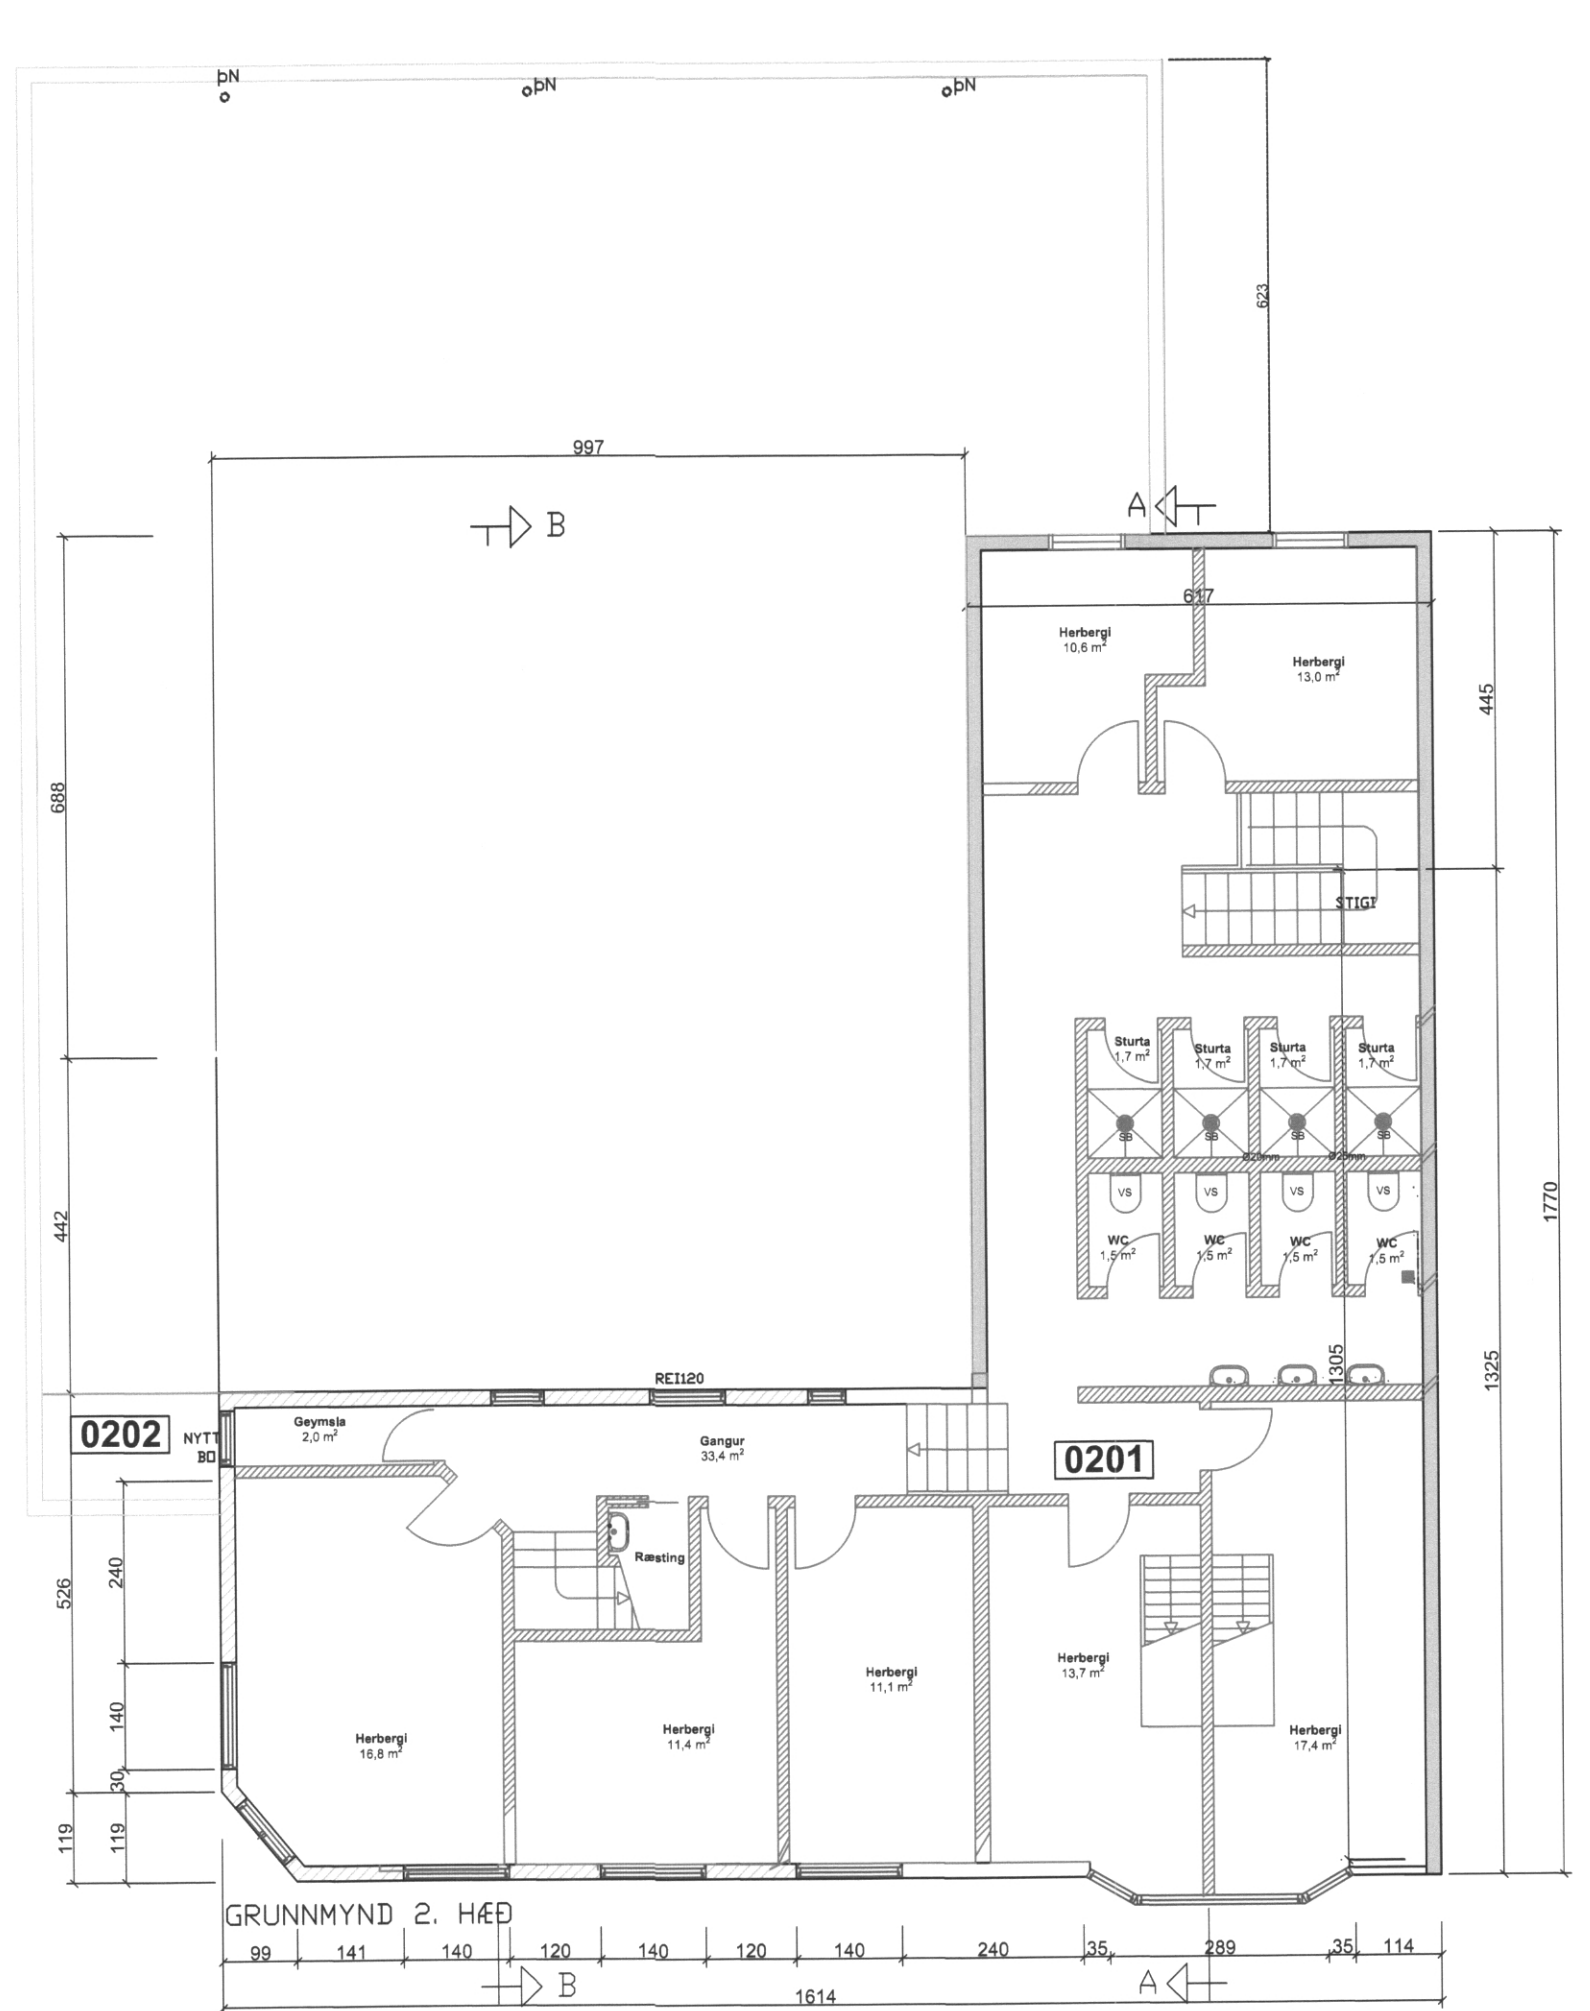 ÞN
ÞN
ÞN
623
997
A
B
617
Herbergi
10,6 m²
Herbergi
13,0 m²
445
688
STIGI
Sturta
1,7 m²
Sturta
1,7 m²
Sturta
1,7 m²
Sturta
1,7 m²
SB
SB
SB
SB
Ø20mm
VS
VS
VS
VS
1770
442
WC
1,5 m²
WC
1,5 m²
WC
1,5 m²
WC
1,5 m²
1305
1325
REI120
0202
NYTT
BO
Geymsla
2,0 m²
Gangur
33,4 m²
0201
240
526
Ræsting
Herbergi
13,7 m²
Herbergi
11,1 m²
140
Herbergi
16,8 m²
Herbergi
11,4 m²
Herbergi
17,4 m²
30
119
119
GRUNNMYND 2. HÆÐ
99
141
140
120
140
120
140
240
35
289
35
114
B
A
1614